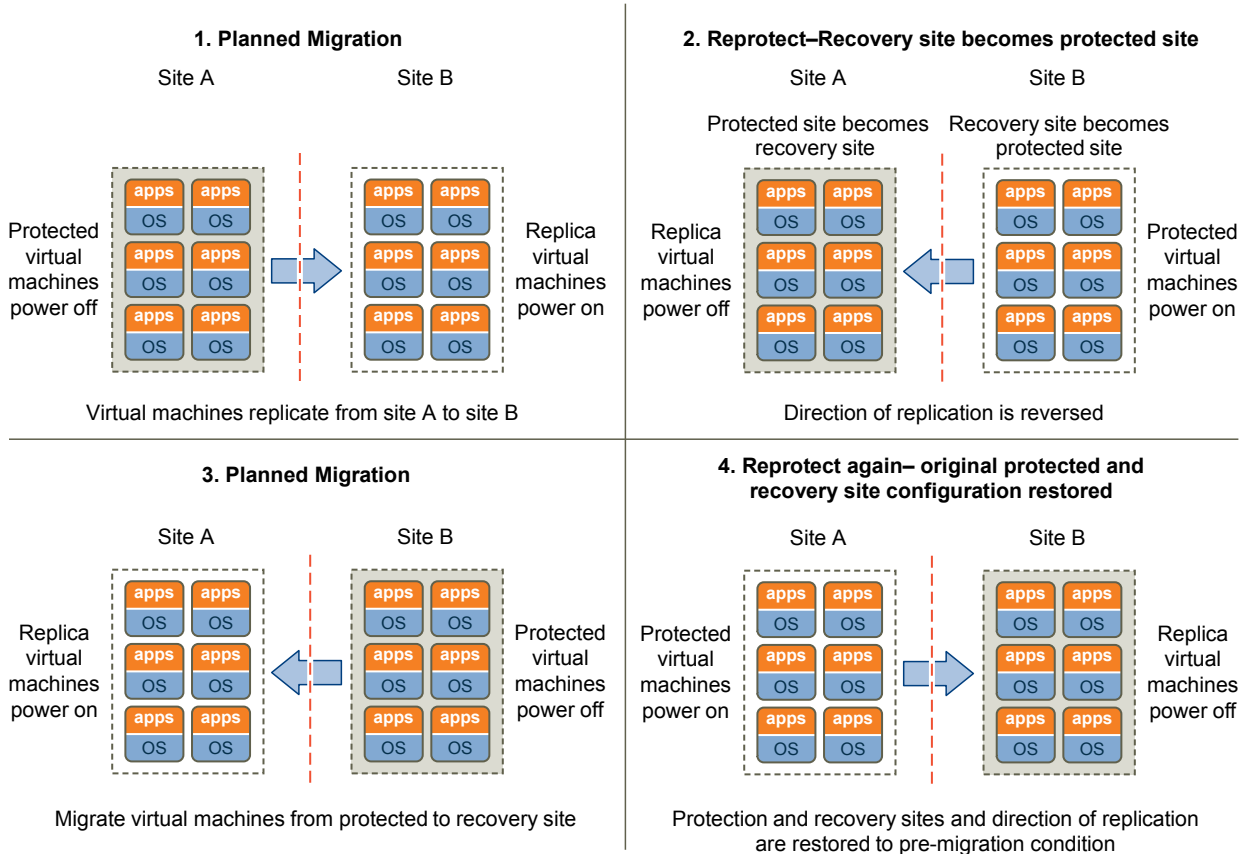 1. Planned Migration
Site A
Site B
Protected
virtual
machines
power off
apps apps
OS OS
apps apps
OS OS
apps apps
OS OS
apps apps
OS OS
apps apps
OS OS
apps apps
OS OS
Replica
virtual
machines
power on
Virtual machines replicate from site A to site B
2. Reprotect–Recovery site becomes protected site
Site A
Site B
Protected site becomes
recovery site
Recovery site becomes
protected site
Replica
virtual
machines
power off
apps apps
OS OS
apps apps
OS OS
apps apps
OS OS
apps apps
OS OS
apps apps
OS OS
apps apps
OS OS
Protected
virtual
machines
power on
Direction of replication is reversed
3. Planned Migration
Site A
Site B
Replica
virtual
machines
power on
apps apps
OS OS
apps apps
OS OS
apps apps
OS OS
apps apps
OS OS
apps apps
OS OS
apps apps
OS OS
Protected
virtual
machines
power off
Migrate virtual machines from protected to recovery site
4. Reprotect again– original protected and
recovery site configuration restored
Site A
Site B
Protected
virtual
machines
power on
apps apps
OS OS
apps apps
OS OS
apps apps
OS OS
apps apps
OS OS
apps apps
OS OS
apps apps
OS OS
Replica
virtual
machines
power off
Protection and recovery sites and direction of replication
are restored to pre-migration condition